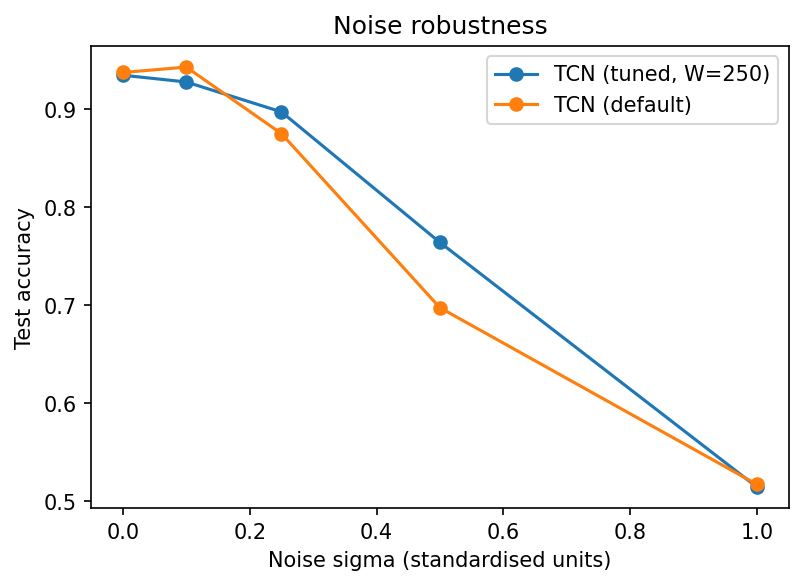 Noise robustness
TCN (tuned, W=250)
TCN (default)
Test accuracy
0.9
0.8
0.7
0.6
0.5
0.0 0.2 0.4 0.6 0.8 1.0
Noise sigma (standardised units)